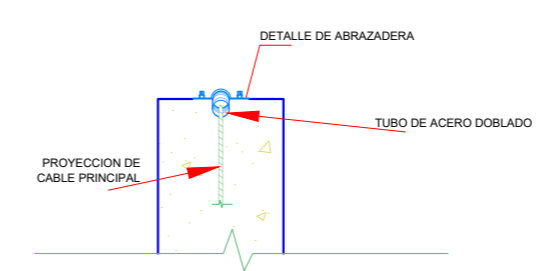 DETALLE DE ABRAZADERA
TUBO DE ACERO DOBLADO
PROYECCION DE
CABLE PRINCIPAL